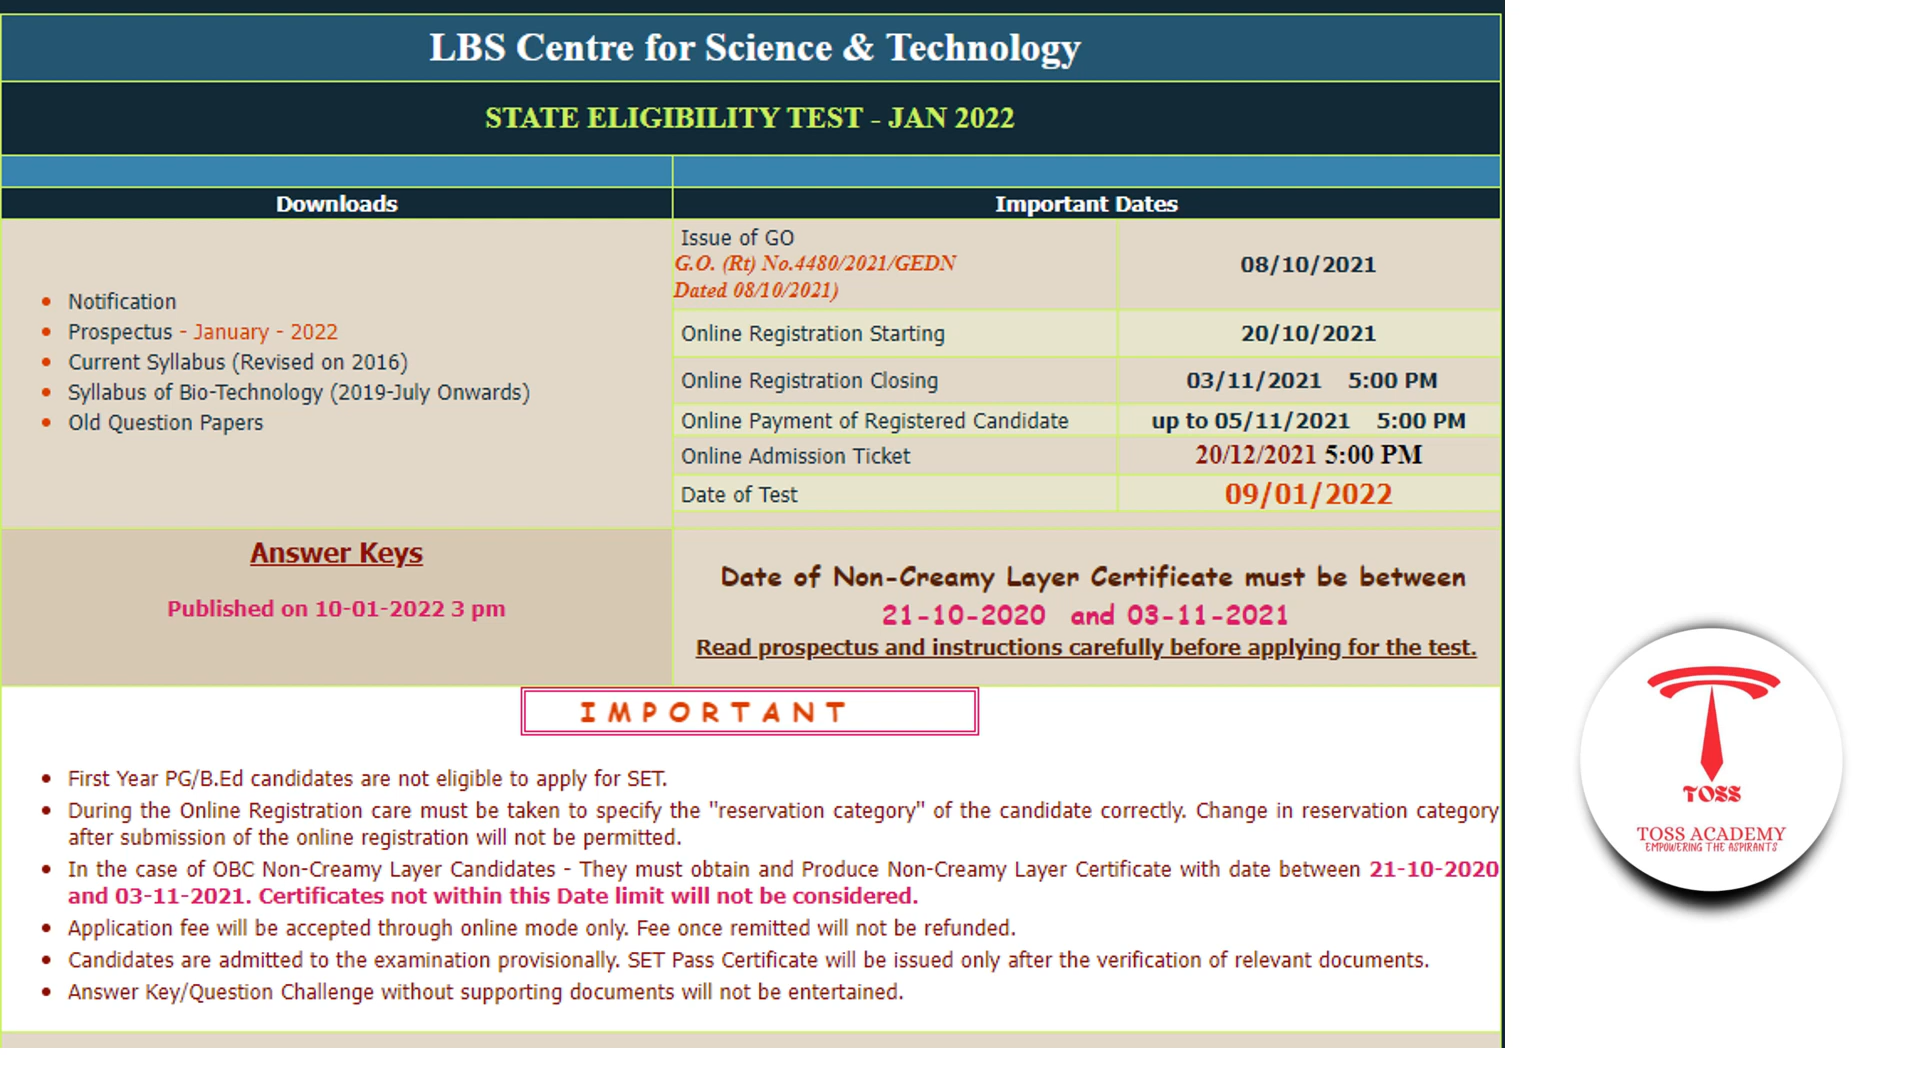 LBS Centre for Science & Technology
STATE ELIGIBILITY TEST - JAN 2022
Downloads
Important Dates
Notification
Prospectus - January - 2022
Current Syllabus (Revised on 2016)
Syllabus of Bio-Technology (2019-July Onwards)
Old Question Papers
Issue of GO
G.O. (Rt) No.4480/2021/GEDN
Dated 08/10/2021)
08/10/2021
Online Registration Starting
20/10/2021
Online Registration Closing
03/11/2021 5:00 PM
Online Payment of Registered Candidate
up to 05/11/2021 5:00 PM
Online Admission Ticket
20/12/2021 5:00 PM
Date of Test
09/01/2022
Answer Keys
Published on 10-01-2022 3 pm
Date of Non-Creamy Layer Certificate must be between
21-10-2020 and 03-11-2021
Read prospectus and instructions carefully before applying for the test.
IMPORTANT
First Year PG/B.Ed candidates are not eligible to apply for SET.
During the Online Registration care must be taken to specify the "reservation category" of the candidate correctly. Change in reservation category
after submission of the online registration will not be permitted.
In the case of OBC Non-Creamy Layer Candidates - They must obtain and Produce Non-Creamy Layer Certificate with date between 21-10-2020
and 03-11-2021. Certificates not within this Date limit will not be considered.
Application fee will be accepted through online mode only. Fee once remitted will not be refunded.
Candidates are admitted to the examination provisionally. SET Pass Certificate will be issued only after the verification of relevant documents.
Answer Key/Question Challenge without supporting documents will not be entertained.
TOSS
TOSS ACADEMY
EMPOWERING THE ASPIRANTS